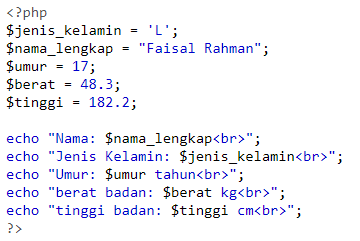 <?php
$jenis_kelamin = 'L';
$nama_lengkap = "Faisal Rahman";
$umur = 17;
$berat = 48.3;
$tinggi = 182.2;
echo "Nama: $nama_lengkap<br>";
echo "Jenis Kelamin: $jenis_kelamin<br>";
echo "Umur: $umur tahun<br>";
echo "berat badan: $berat kg<br>";
echo "tinggi badan: $tinggi cm<br>";
?>